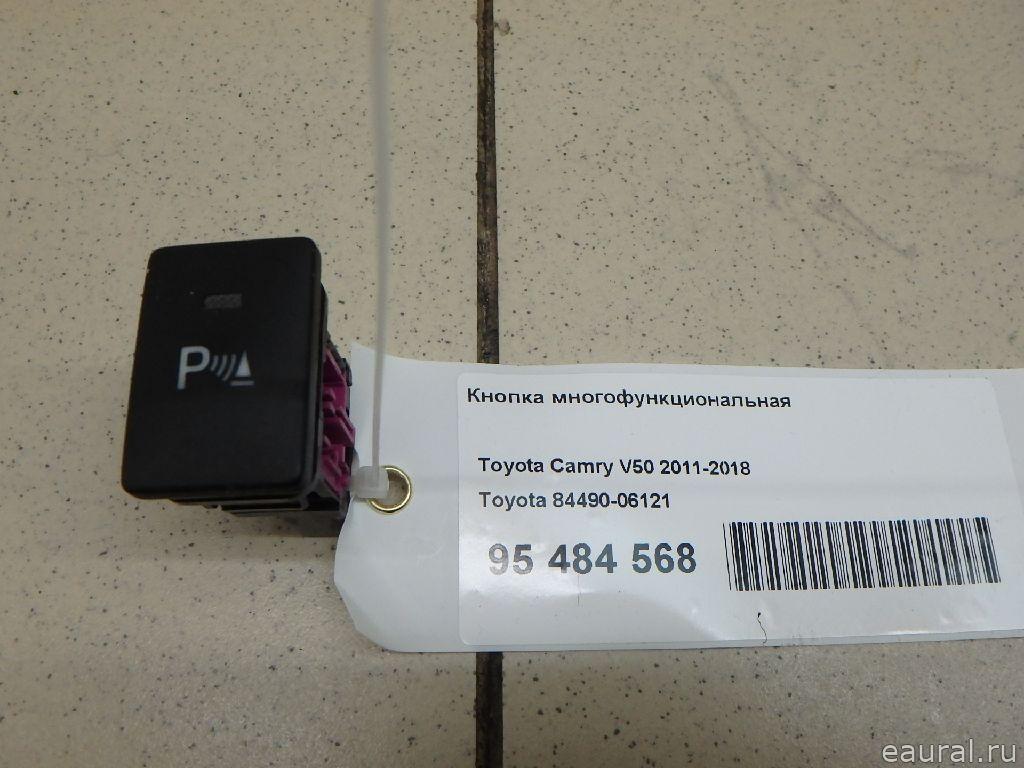 P
Кнопка многофункциональная
Toyota Camry V50 2011-2018
Toyota 84490-06121
95 484 568
eaural.ru